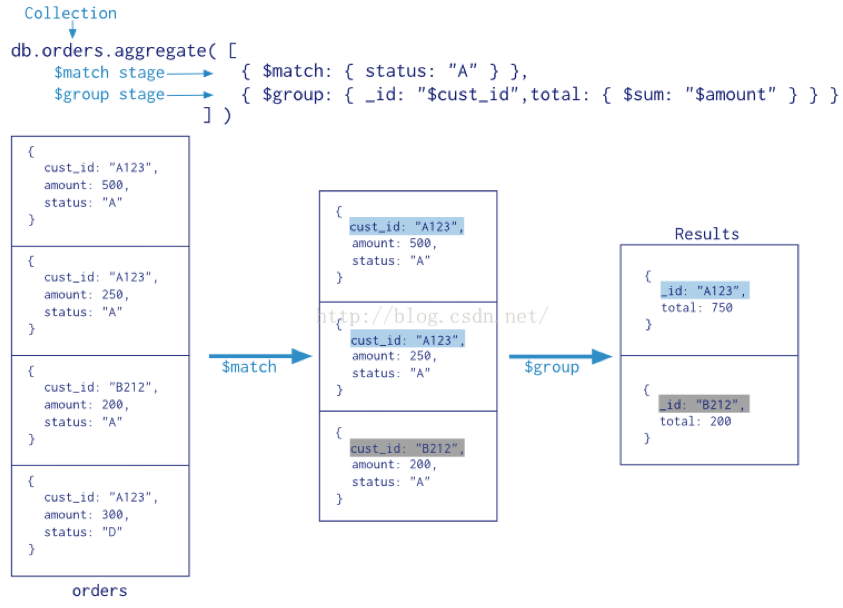 Collection
db.orders.aggregate( [
$match stage
{ $match: { status: "A" } },
$group stage
{ $group: { _id: "$cust_id",total: { $sum: "$amount" } } }
] )
{
cust_id: "A123",
amount: 500,
status: "A"
}
{
cust_id: "A123",
amount: 250,
status: "A"
}
{
cust_id: "B212",
amount: 200,
status: "A"
}
{
cust_id: "A123",
amount: 300,
status: "D"
}
orders
$match
{
cust_id: "A123",
amount: 500,
status: "A"
}
{
cust_id: "A123",
amount: 250,
status: "A"
}
{
cust_id: "B212",
amount: 200,
status: "A"
}
http://blog.csdn.net/
$group
Results
{
_id: "A123",
total: 750
}
{
_id: "B212",
total: 200
}